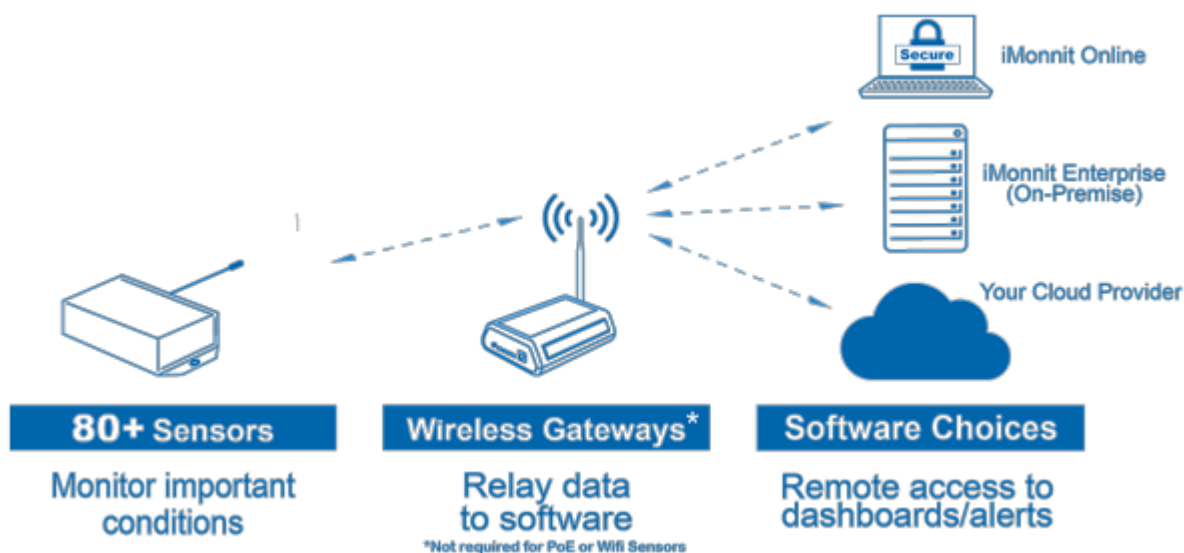 Secure
iMonnit Online
iMonnit Enterprise
(On-Premise)
Your Cloud Provider
80+ Sensors
Monitor important
conditions
Wireless Gateways*
Relay data
to software
*Not required for PoE or Wifi Sensors
Software Choices
Remote access to
dashboards/alerts